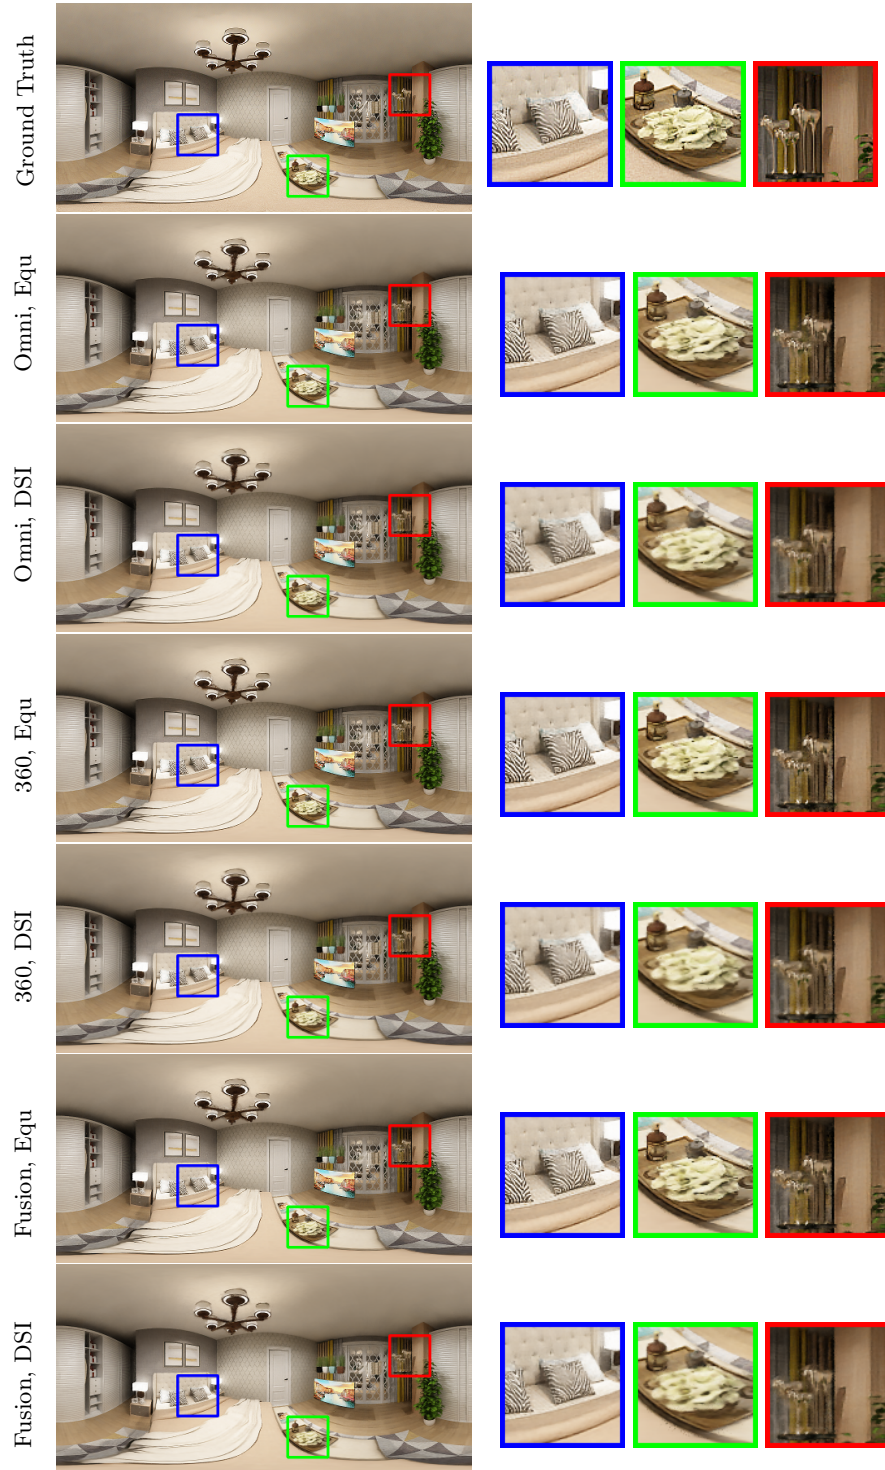 Ground Truth
Omni, Equ
Omni, DSI
360, Equ
360, DSI
Fusion, Equ
Fusion, DSI